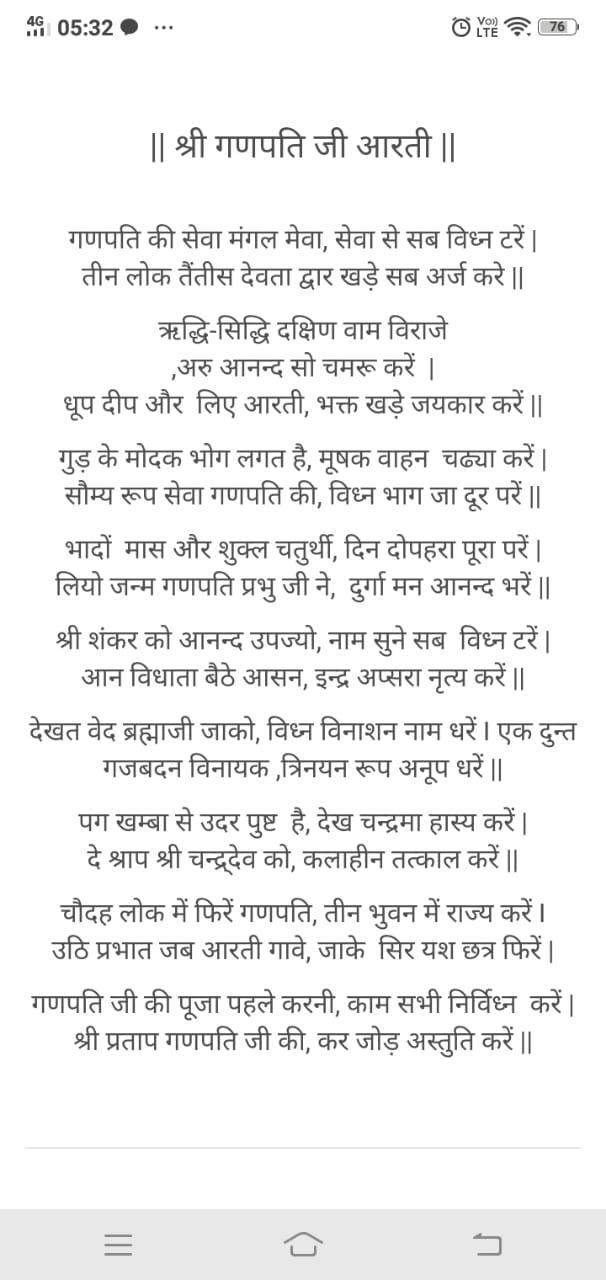 4G 05:32 ... Vo)) LTE 76
|| श्री गणपति जी आरती ||
गणपति की सेवा मंगल मेवा, सेवा से सब विध्न टरें |
तीन लोक तैंतीस देवता द्वार खड़े सब अर्ज करे ||
ऋद्धि-सिद्धि दक्षिण वाम विराजे
,अरु आनन्द सो चमरू करें |
धूप दीप और लिए आरती, भक्त खड़े जयकार करें ||
गुड़ के मोदक भोग लगत है, मूषक वाहन चढ्या करें |
सौम्य रूप सेवा गणपति की, विध्न भाग जा दूर परें ||
भादों मास और शुक्ल चतुर्थी, दिन दोपहरा पूरा परें |
लियो जन्म गणपति प्रभु जी ने, दुर्गा मन आनन्द भरें ||
श्री शंकर को आनन्द उपज्यो, नाम सुने सब विध्न टरें |
आन विधाता बैठे आसन, इन्द्र अप्सरा नृत्य करें ||
देखत वेद ब्रह्माजी जाको, विध्न विनाशन नाम धरें । एक दुन्त
गजबदन विनायक ,त्रिनयन रूप अनूप धरें ||
पग खम्बा से उदर पुष्ट है, देख चन्द्रमा हास्य करें |
दे श्राप श्री चन्द्र्देव को, कलाहीन तत्काल करें ||
चौदह लोक में फिरें गणपति, तीन भुवन में राज्य करें ।
उठि प्रभात जब आरती गावे, जाके सिर यश छत्र फिरें |
गणपति जी की पूजा पहले करनी, काम सभी निर्विध्न करें |
श्री प्रताप गणपति जी की, कर जोड़ अस्तुति करें ||